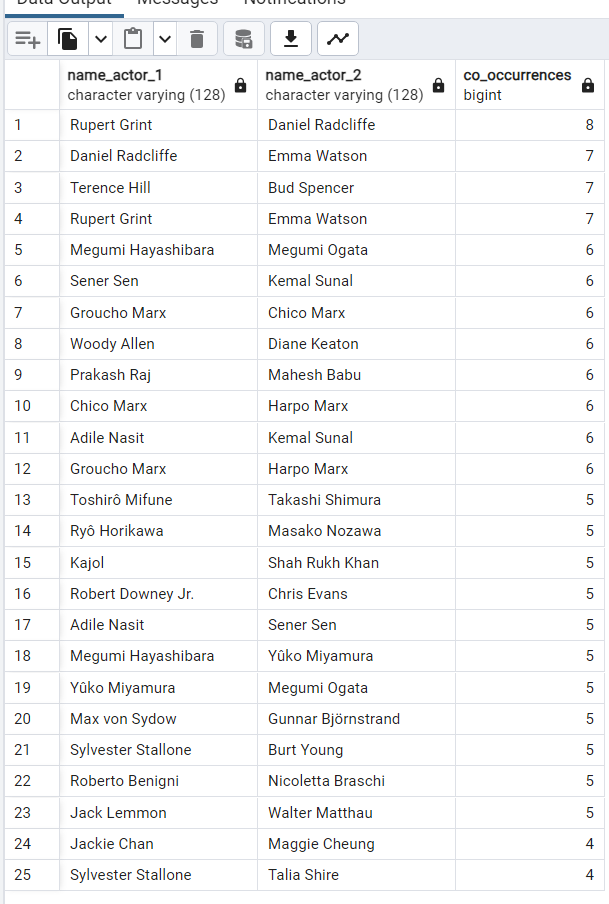 Data Output Messages Notifications
name_actor_1 name_actor_2 co_occurrences
character varying (128) character varying (128) bigint
1 Rupert Grint Daniel Radcliffe 8
2 Daniel Radcliffe Emma Watson 7
3 Terence Hill Bud Spencer 7
4 Rupert Grint Emma Watson 7
5 Megumi Hayashibara Megumi Ogata 6
6 Sener Sen Kemal Sunal 6
7 Groucho Marx Chico Marx 6
8 Woody Allen Diane Keaton 6
9 Prakash Raj Mahesh Babu 6
10 Chico Marx Harpo Marx 6
11 Adile Nasit Kemal Sunal 6
12 Groucho Marx Harpo Marx 6
13 Toshirô Mifune Takashi Shimura 5
14 Ryô Horikawa Masako Nozawa 5
15 Kajol Shah Rukh Khan 5
16 Robert Downey Jr. Chris Evans 5
17 Adile Nasit Sener Sen 5
18 Megumi Hayashibara Yûko Miyamura 5
19 Yûko Miyamura Megumi Ogata 5
20 Max von Sydow Gunnar Björnstrand 5
21 Sylvester Stallone Burt Young 5
22 Roberto Benigni Nicoletta Braschi 5
23 Jack Lemmon Walter Matthau 5
24 Jackie Chan Maggie Cheung 4
25 Sylvester Stallone Talia Shire 4